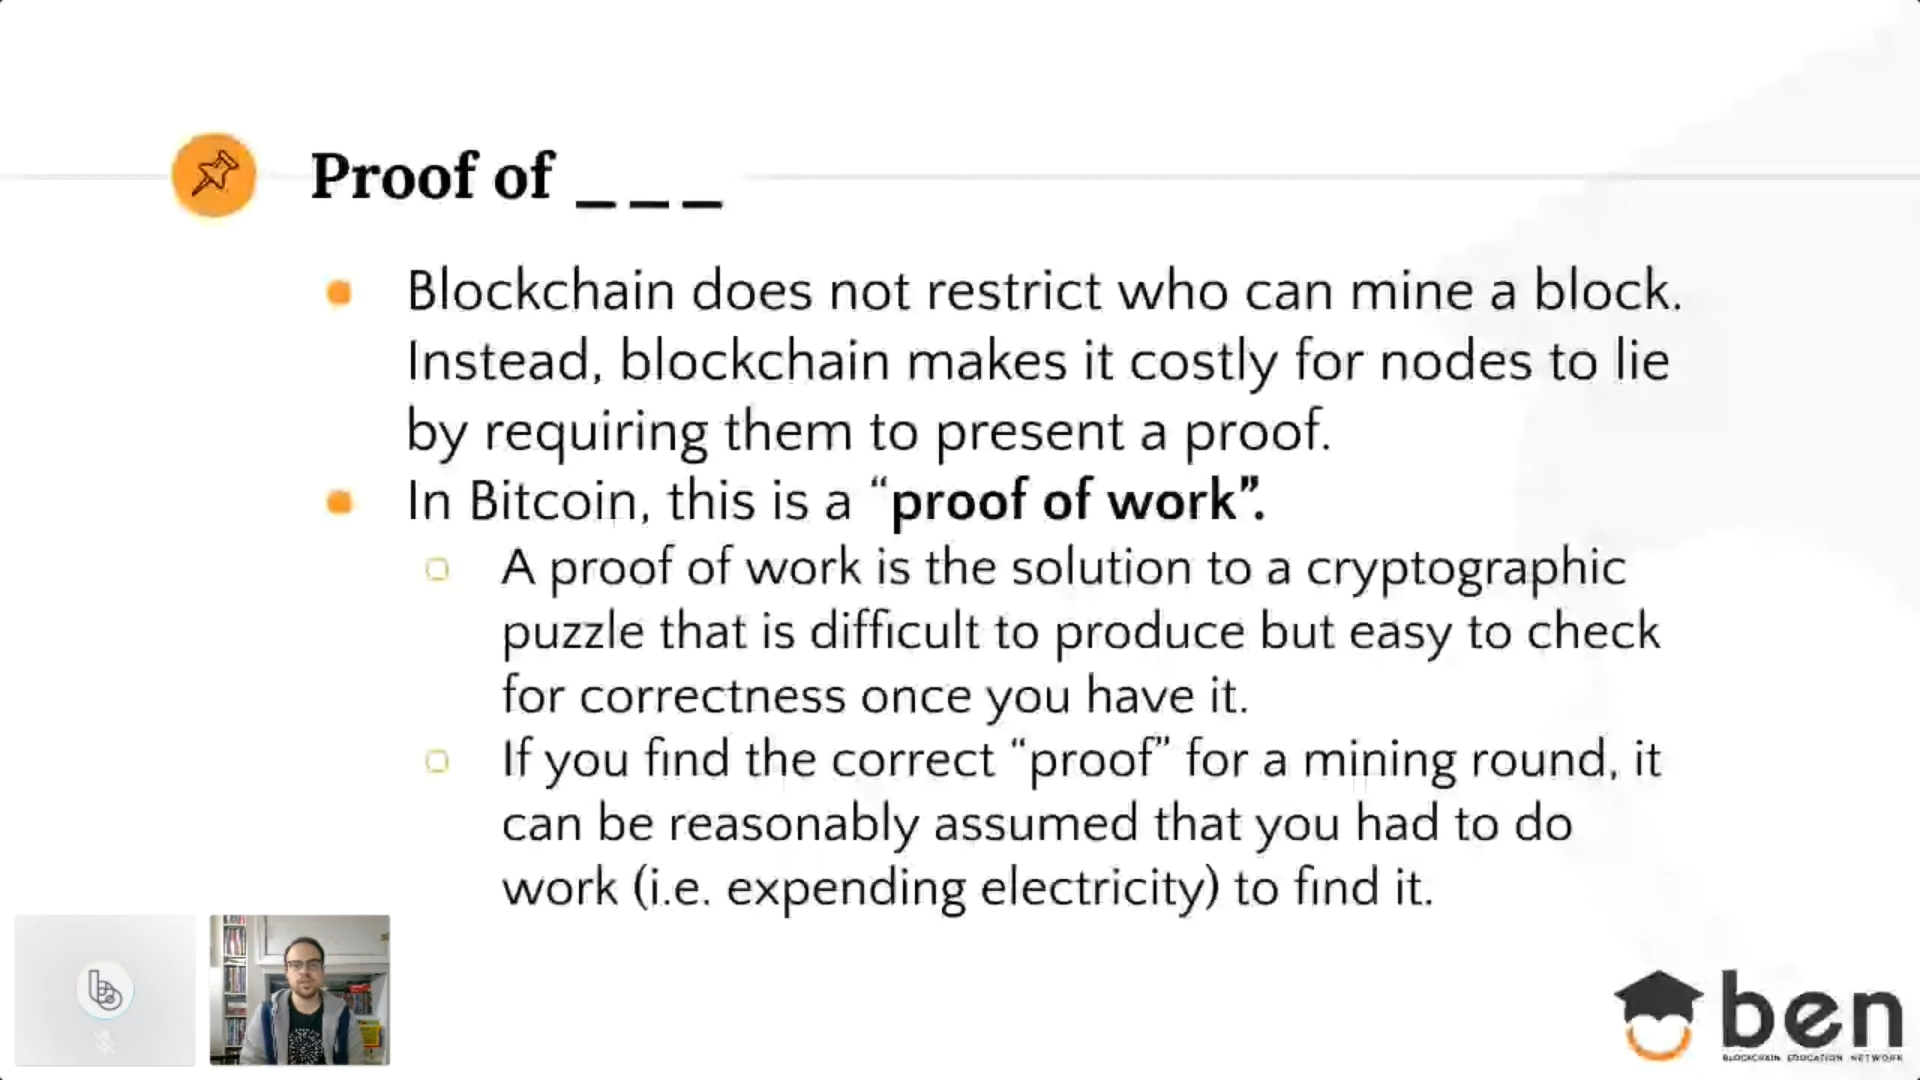 Proof of _ _ _
Blockchain does not restrict who can mine a block.
Instead, blockchain makes it costly for nodes to lie
by requiring them to present a proof.
In Bitcoin, this is a “proof of work”.
A proof of work is the solution to a cryptographic
puzzle that is difficult to produce but easy to check
for correctness once you have it.
If you find the correct “proof” for a mining round, it
can be reasonably assumed that you had to do
work (i.e. expending electricity) to find it.
ben
BLOCKCHAIN EDUCATION NETWORK